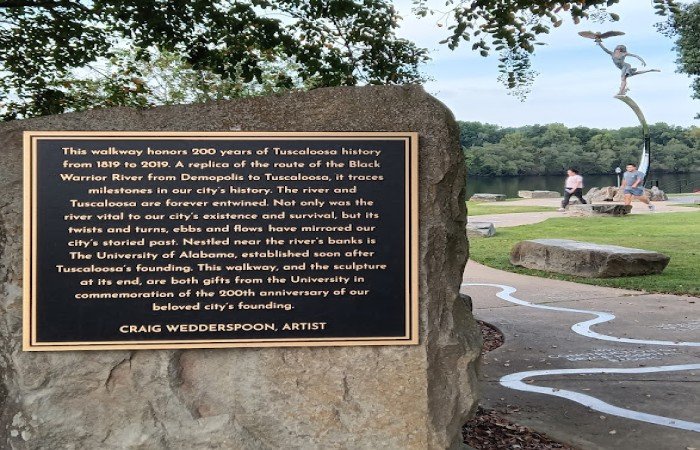 This walkway honors 200 years of Tuscaloosa history
from 1819 to 2019. A replica of the route of the Black
Warrior River from Demopolis to Tuscaloosa, it traces
milestones in our city's history. The river and
Tuscaloosa are forever entwined. Not only was the
river vital to our city's existence and survival, but its
twists and turns, ebbs and flows have mirrored our
city's storied past. Nestled near the river's banks is
The University of Alabama, established soon after
Tuscaloosa's founding. This walkway, and the sculpture
at its end, are both gifts from the University in
commemoration of the 200th anniversary of our
beloved city's founding.
CRAIG WEDDERSPOON, ARTIST